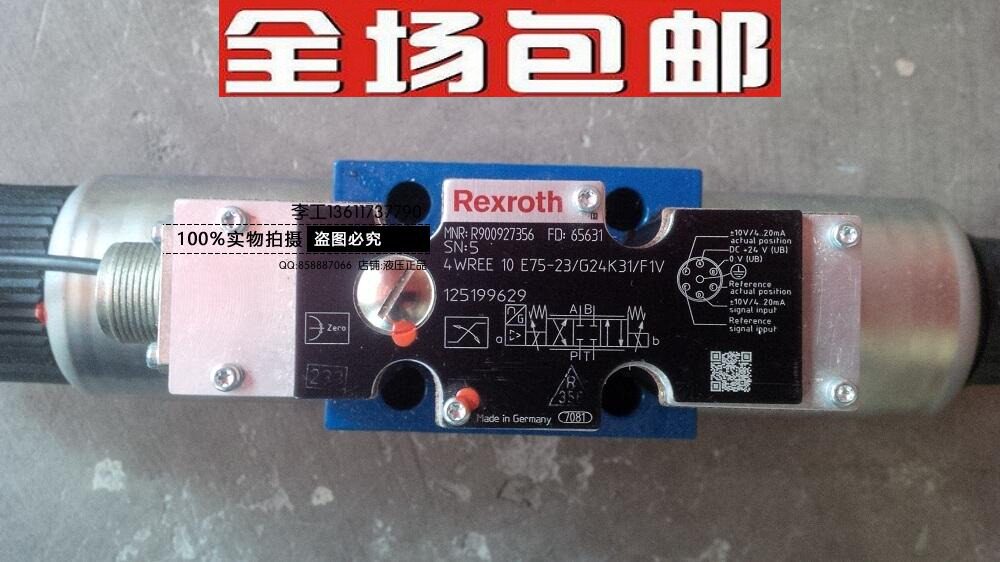 全场包邮
Rexroth
李工13611737790
100%实物拍摄 盗图必究
QQ:858887066 店铺:液压正品
MNR: R900927356 FD: 65631
SN:5
4WREE 10 E75-23/G24K31/F1V
125199629
±10V/4..20mA
actual position
DC +24 V (UB)
0 V (UB)
Reference
actual position
±10V/4..20mA
signal input
Reference
signal input
Zero
A B
a b
P T
R
Made in Germany 7081